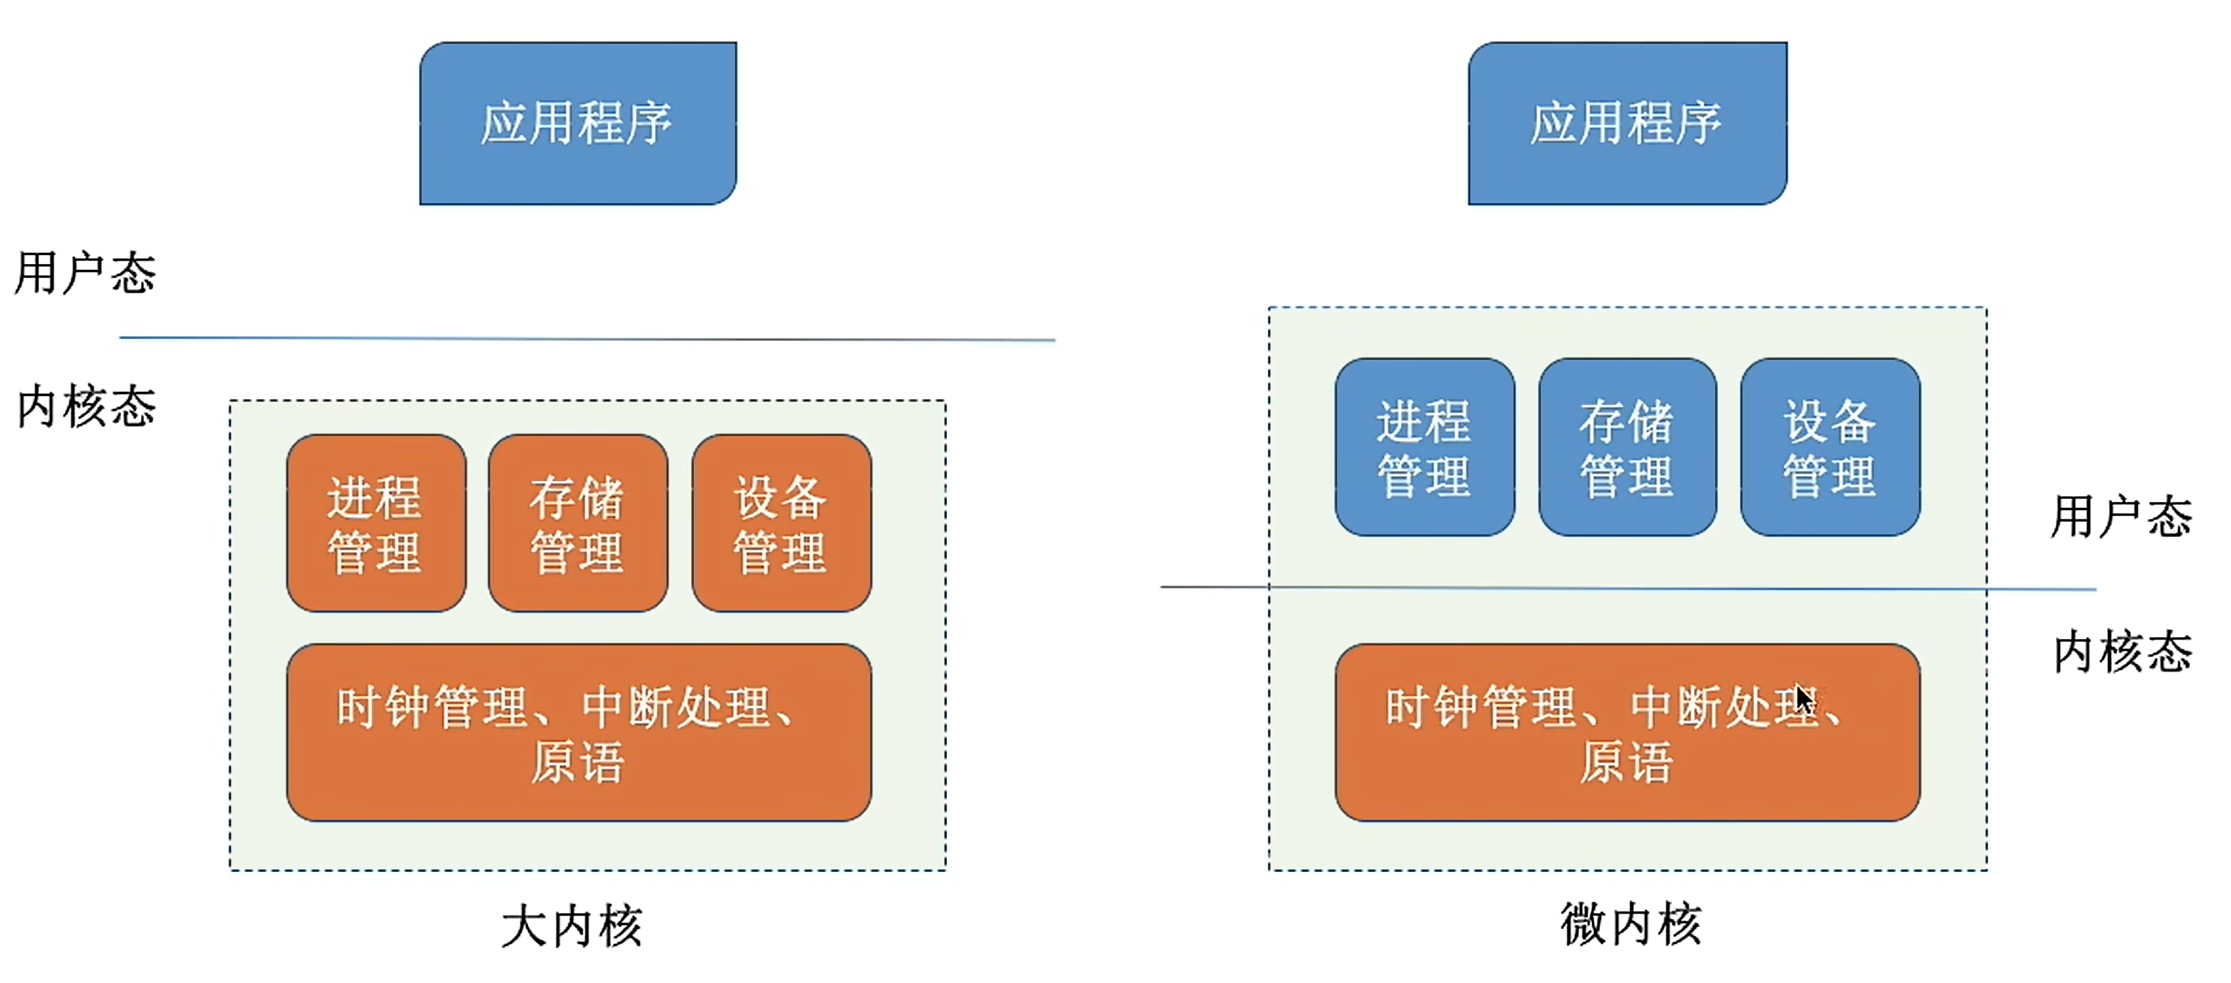 应用程序
用户态
内核态
进程
管理
存储
管理
设备
管理
时钟管理、中断处理、
原语
大内核
应用程序
进程
管理
存储
管理
设备
管理
用户态
内核态
时钟管理、中断处理、
原语
微内核